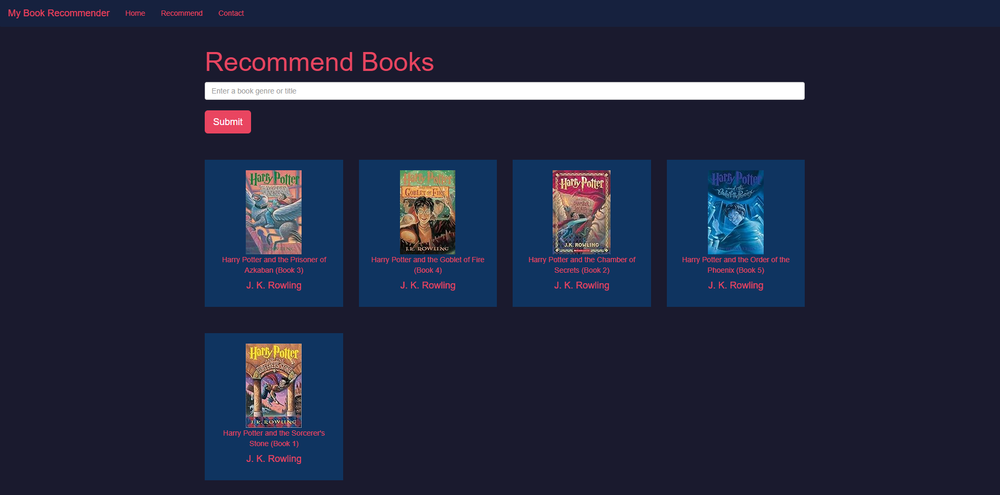 My Book Recommender Home Recommend Contact
Recommend Books
Enter a book genre or title
Submit
Harry Potter
THE PRISONER
OF AZKABAN
Harry Potter and the Prisoner of
Azkaban (Book 3)
J. K. Rowling
Harry Potter
AND THE
GOBLET OF FIRE
J.K. ROWLING
Harry Potter and the Goblet of Fire
(Book 4)
J. K. Rowling
Harry Potter
AND THE
CHAMBER
SECRETS
J.K. ROWLING
SCHOLASTIC
Harry Potter and the Chamber of
Secrets (Book 2)
J. K. Rowling
Harry Potter
and the
Order of the Phoenix
Harry Potter and the Order of the
Phoenix (Book 5)
J. K. Rowling
Harry Potter
AND THE
SORCERER'S STONE
J. K. ROWLING
Harry Potter and the Sorcerer's
Stone (Book 1)
J. K. Rowling